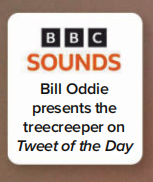 BBC
SOUNDS
Bill Oddie
presents the
treecreeper on
Tweet of the Day